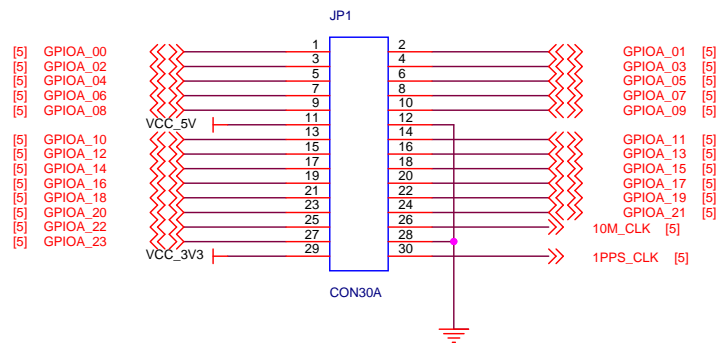 JP1
[5] GPIOA_00 1 2 GPIOA_01 [5]
[5] GPIOA_02 3 4 GPIOA_03 [5]
[5] GPIOA_04 5 6 GPIOA_05 [5]
[5] GPIOA_06 7 8 GPIOA_07 [5]
[5] GPIOA_08 9 10 GPIOA_09 [5]
VCC_5V 11 12
[5] GPIOA_10 13 14 GPIOA_11 [5]
[5] GPIOA_12 15 16 GPIOA_13 [5]
[5] GPIOA_14 17 18 GPIOA_15 [5]
[5] GPIOA_16 19 20 GPIOA_17 [5]
[5] GPIOA_18 21 22 GPIOA_19 [5]
[5] GPIOA_20 23 24 GPIOA_21 [5]
[5] GPIOA_22 25 26 10M_CLK [5]
[5] GPIOA_23 27 28
VCC_3V3 29 30 1PPS_CLK [5]
CON30A